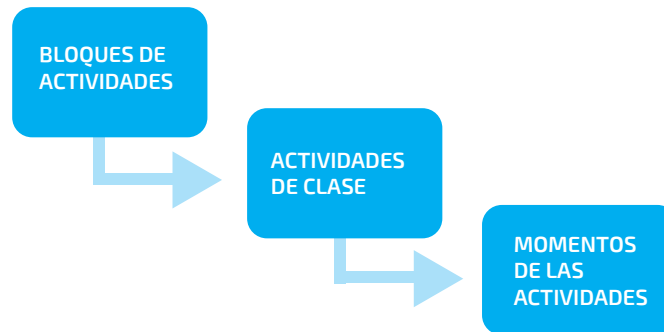 BLOQUES DE
ACTIVIDADES
ACTIVIDADES
DE CLASE
MOMENTOS
DE LAS
ACTIVIDADES